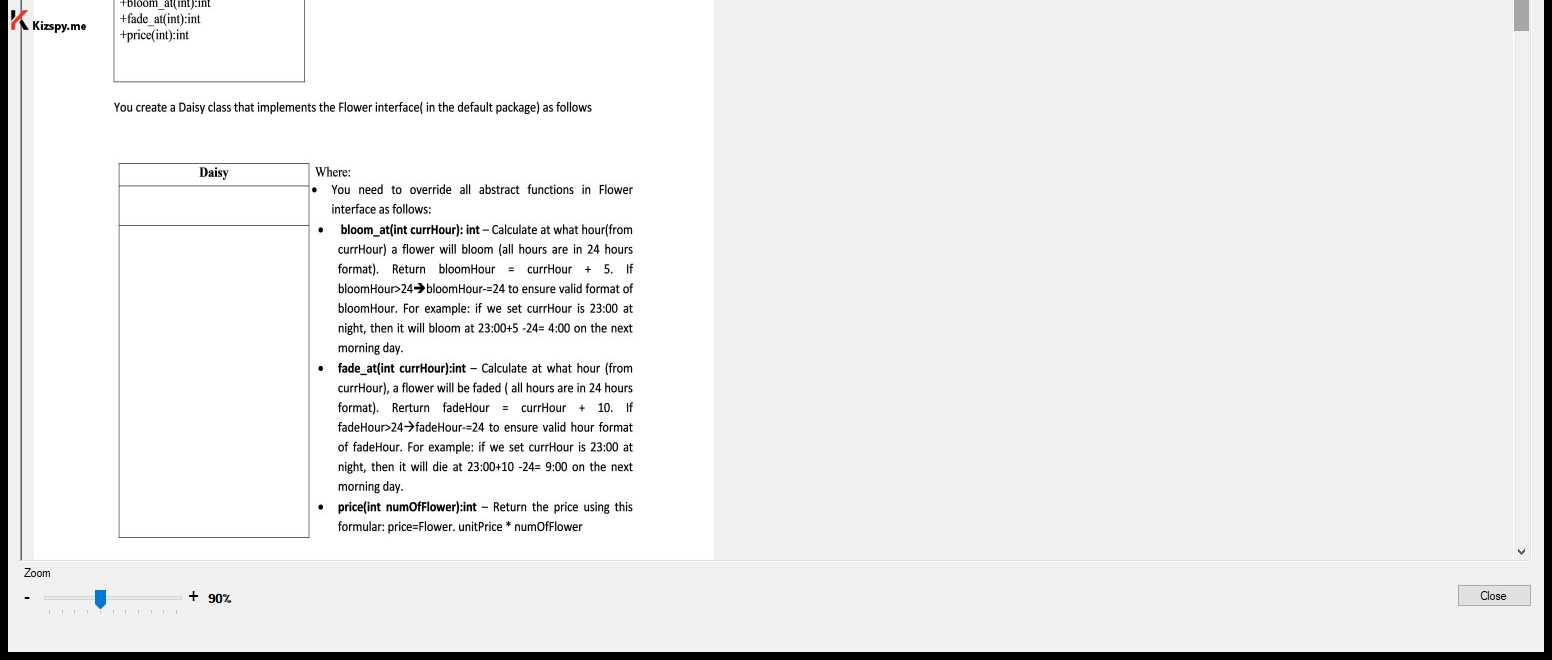 +bloom_at(int):int
+fade_at(int):int
Kizspy.me
+price(int):int
You create a Daisy class that implements the Flower interface( in the default package) as follows
Daisy
Where:
• You need to override all abstract functions in Flower
interface as follows:
• bloom_at(int currHour): int – Calculate at what hour(from
currHour) a flower will bloom (all hours are in 24 hours
format). Return bloomHour = currHour + 5. If
bloomHour>24➔bloomHour-=24 to ensure valid format of
bloomHour. For example: if we set currHour is 23:00 at
night, then it will bloom at 23:00+5 -24= 4:00 on the next
morning day.
• fade_at(int currHour):int – Calculate at what hour (from
currHour), a flower will be faded ( all hours are in 24 hours
format). Rerturn fadeHour = currHour + 10. If
fadeHour>24→fadeHour-=24 to ensure valid hour format
of fadeHour. For example: if we set currHour is 23:00 at
night, then it will die at 23:00+10 -24= 9:00 on the next
morning day.
• price(int numOfFlower):int – Return the price using this
formular: price=Flower. unitPrice * numOfFlower
Zoom
- + 90%
Close